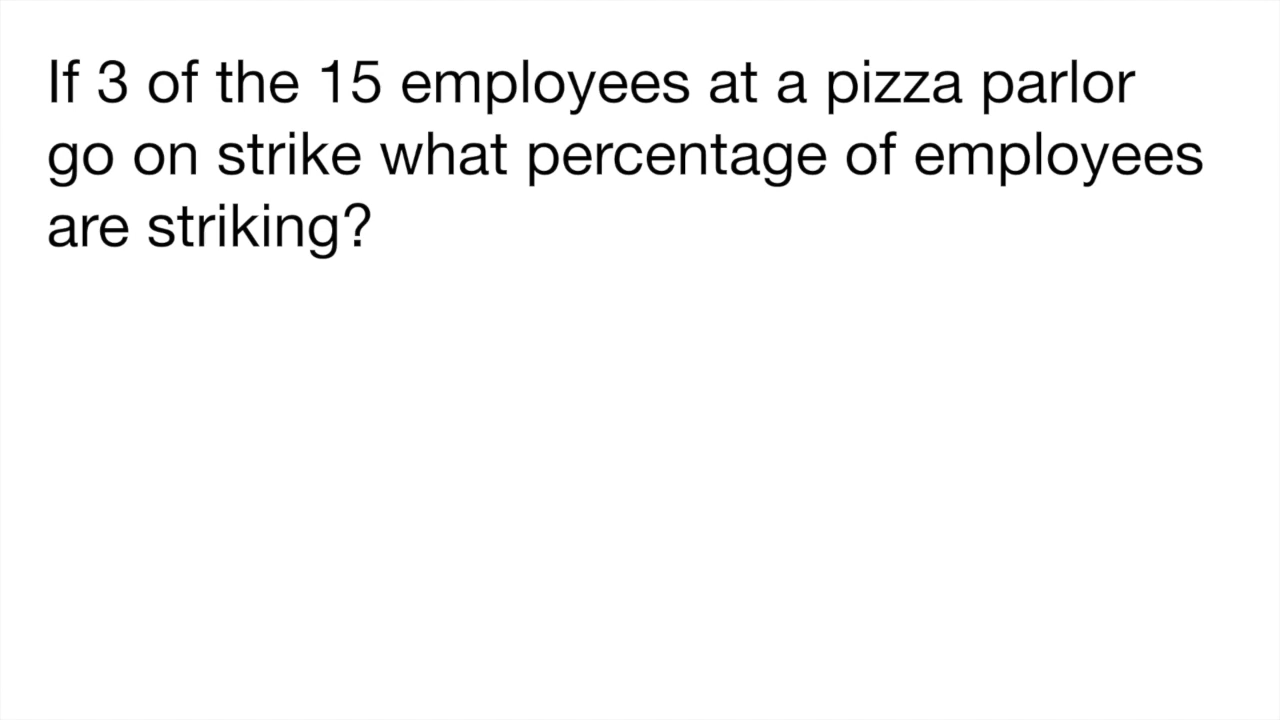 If 3 of the 15 employees at a pizza parlor
go on strike what percentage of employees
are striking?